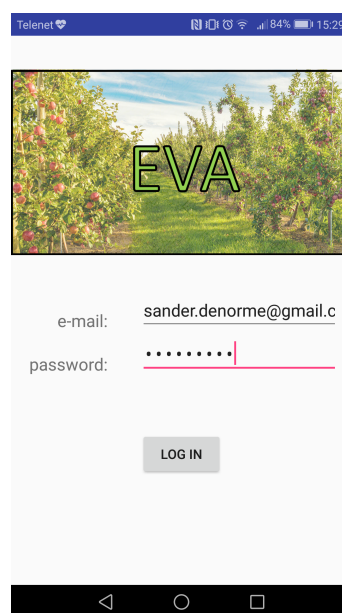 Telenet 84% 15:29
EVA
e-mail: sander.denorme@gmail.c
password: •••••••••
LOG IN